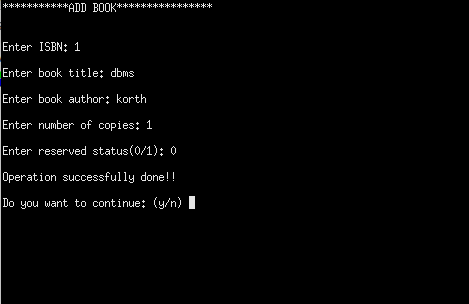 ***********ADD BOOK****************
Enter ISBN: 1
Enter book title: dbms
Enter book author: korth
Enter number of copies: 1
Enter reserved status(0/1): 0
Operation successfully done!!
Do you want to continue: (y/n)